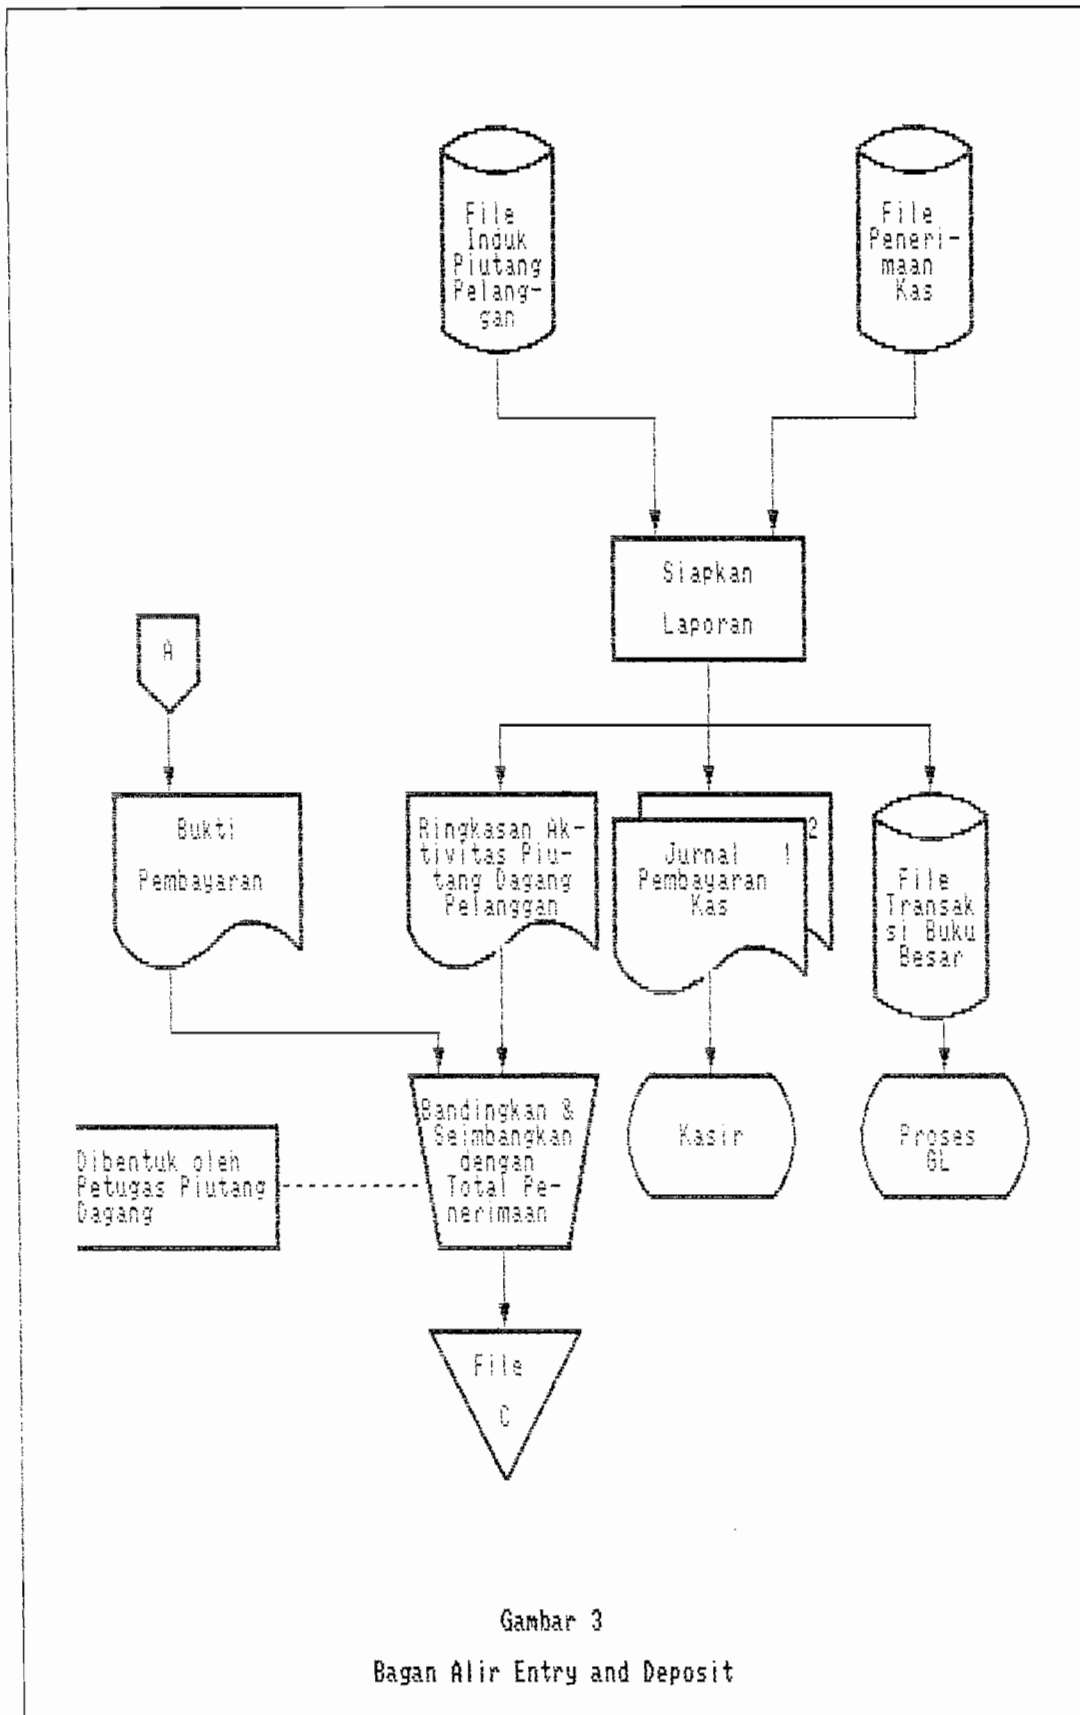 File
Induk
Piutang
Pelang-
gan
File
Peneri-
maan
Kas
Siapkan
Laporan
A
Bukti
Pembayaran
Ringkasan Ak-
tivitas Piu-
tang Dagang
Pelanggan
2
Jurnal 1
Pembayaran
Kas
File
Transak
si Buku
Besar
Bandingkan &
Seimbangkan
dengan
Total Pe-
nerimaan
Kasir
Proses
GL
Dibentuk oleh
Petugas Piutang
Dagang
File
C
Gambar 3
Bagan Alir Entry and Deposit